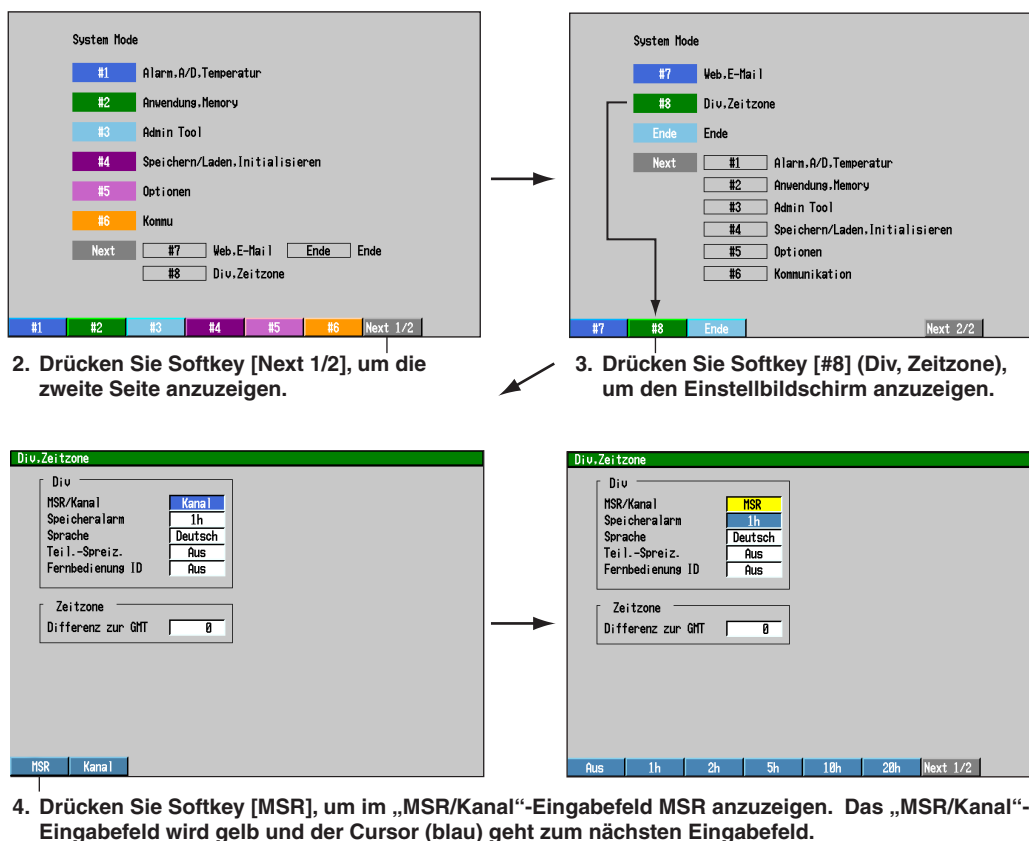 System Mode
#1 Alarm,A/D,Temperatur
#2 Anwendung,Memory
#3 Admin Tool
#4 Speichern/Laden,Initialisieren
#5 Optionen
#6 Kommu
Next #7 Web,E-Mail Ende Ende
#8 Div,Zeitzone
#1 #2 #3 #4 #5 #6 Next 1/2
2. Drücken Sie Softkey [Next 1/2], um die
zweite Seite anzuzeigen.
System Mode
#7 Web,E-Mail
#8 Div,Zeitzone
Ende Ende
Next #1 Alarm,A/D,Temperatur
#2 Anwendung,Memory
#3 Admin Tool
#4 Speichern/Laden,Initialisieren
#5 Optionen
#6 Kommunikation
#7 #8 Ende Next 2/2
3. Drücken Sie Softkey [#8] (Div, Zeitzone),
um den Einstellbildschirm anzuzeigen.
Div,Zeitzone
Div
MSR/Kanal Kanal
Speicheralarm 1h
Sprache Deutsch
Teil.-Spreiz. Aus
Fernbedienung ID Aus
Zeitzone
Differenz zur GMT 0
MSR Kanal
Div,Zeitzone
Div
MSR/Kanal MSR
Speicheralarm 1h
Sprache Deutsch
Teil.-Spreiz. Aus
Fernbedienung ID Aus
Zeitzone
Differenz zur GMT 0
Aus 1h 2h 5h 10h 20h Next 1/2
4. Drücken Sie Softkey [MSR], um im „MSR/Kanal“-Eingabefeld MSR anzuzeigen. Das „MSR/Kanal“-
Eingabefeld wird gelb und der Cursor (blau) geht zum nächsten Eingabefeld.